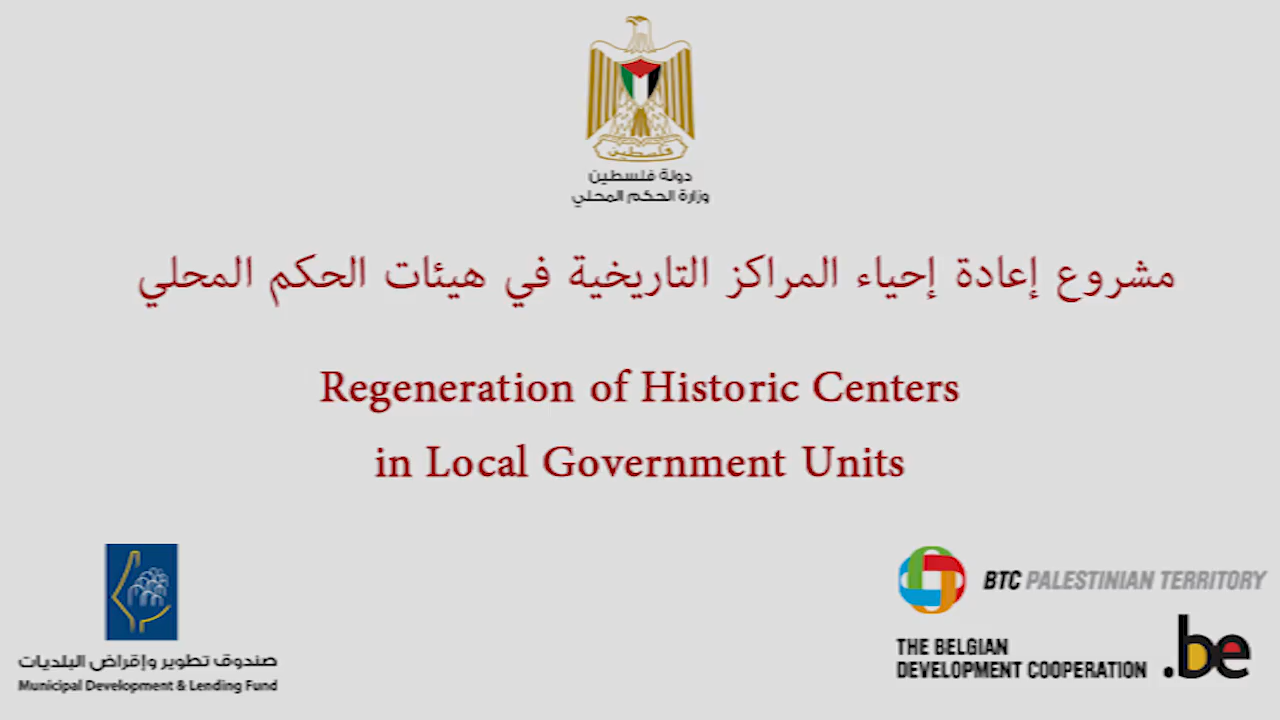 فلسطين
دولة فلسطين
وزارة الحكم المحلي
مشروع إعادة إحياء المراكز التاريخية في هيئات الحكم المحلي
Regeneration of Historic Centers
in Local Government Units
صندوق تطوير وإقراض البلديات
Municipal Development & Lending Fund
BTC PALESTINIAN TERRITORY
THE BELGIAN
DEVELOPMENT COOPERATION
.be